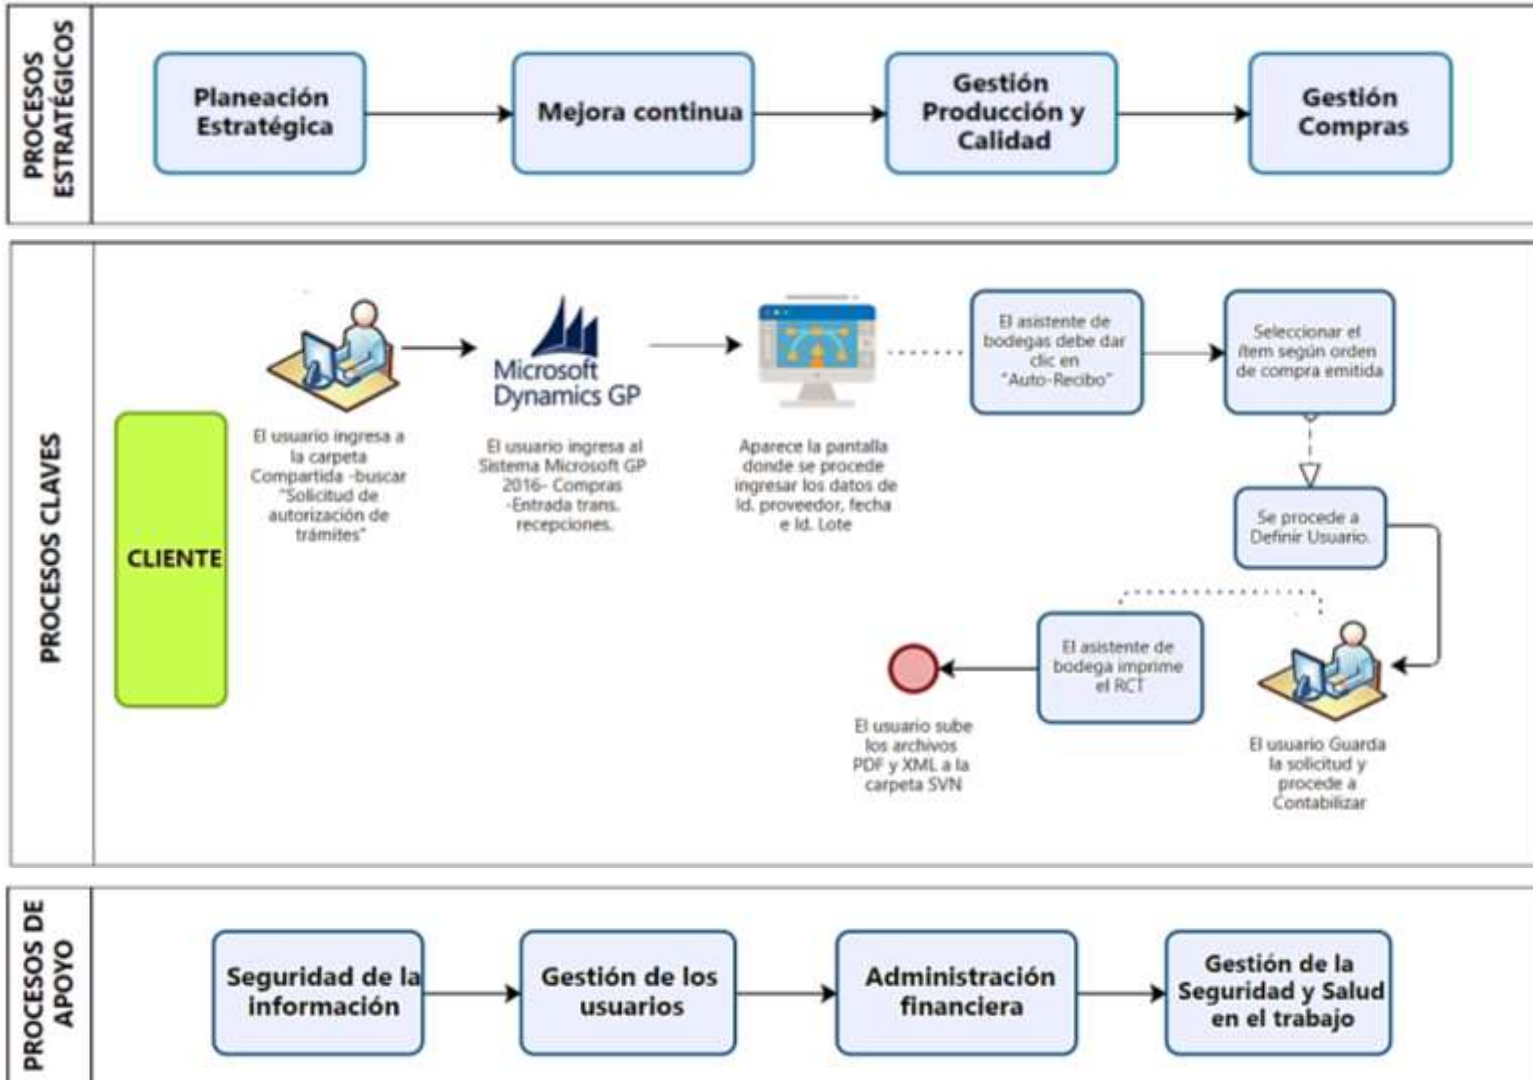 PROCESOS
ESTRATÉGICOS
Planeación
Estratégica
Mejora continua
Gestión
Producción y
Calidad
Gestión
Compras
PROCESOS CLAVES
CLIENTE
El usuario ingresa a
la carpeta
Compartida -buscar
"Solicitud de
autorización de
trámites"
Microsoft
Dynamics GP
El usuario ingresa al
Sistema Microsoft GP
2016- Compras
-Entrada trans.
recepciones.
Aparece la pantalla
donde se procede
ingresar los datos de
Id. proveedor, fecha
e Id. Lote
El asistente de
bodegas debe dar
clic en
"Auto-Recibo"
Seleccionar el
ítem según orden
de compra emitida
Se procede a
Definir Usuario.
El usuario Guarda
la solicitud y
procede a
Contabilizar
El asistente de
bodega imprime
el RCT
El usuario sube
los archivos
PDF y XML a la
carpeta SVN
PROCESOS DE
APOYO
Seguridad de la
información
Gestión de los
usuarios
Administración
financiera
Gestión de la
Seguridad y Salud
en el trabajo